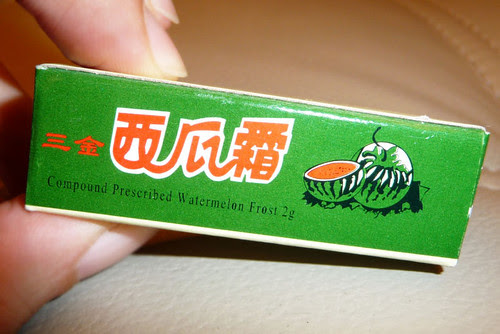 三金 西瓜霜
Compound Prescribed Watermelon Frost 2g